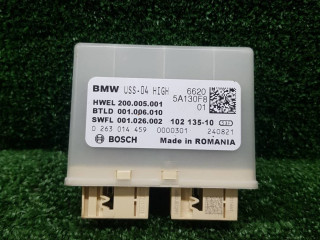 BMW USS-04 HIGH 6620
5A130F8
HWEL 200.005.001 01
BTLD 001.006.010
SWFL 001.026.002 102 135-10
0 263 014 459 0000301 240821
BOSCH Made in ROMANIA